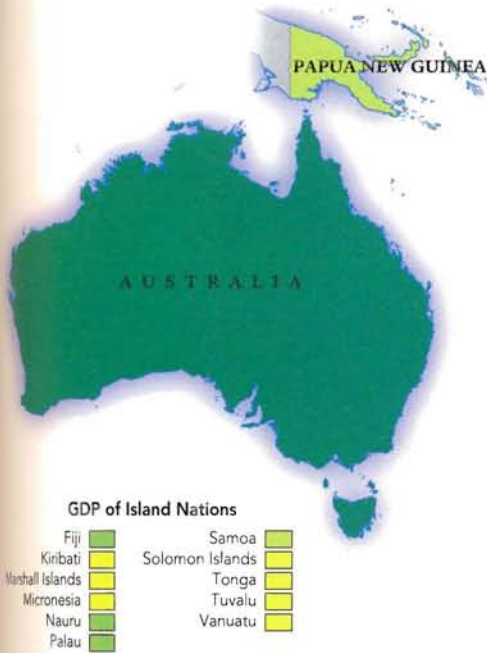 PAPUA NEW GUINEA
AUSTRALIA
GDP of Island Nations
Fiji
Kiribati
Marshall Islands
Micronesia
Nauru
Palau
Samoa
Solomon Islands
Tonga
Tuvalu
Vanuatu